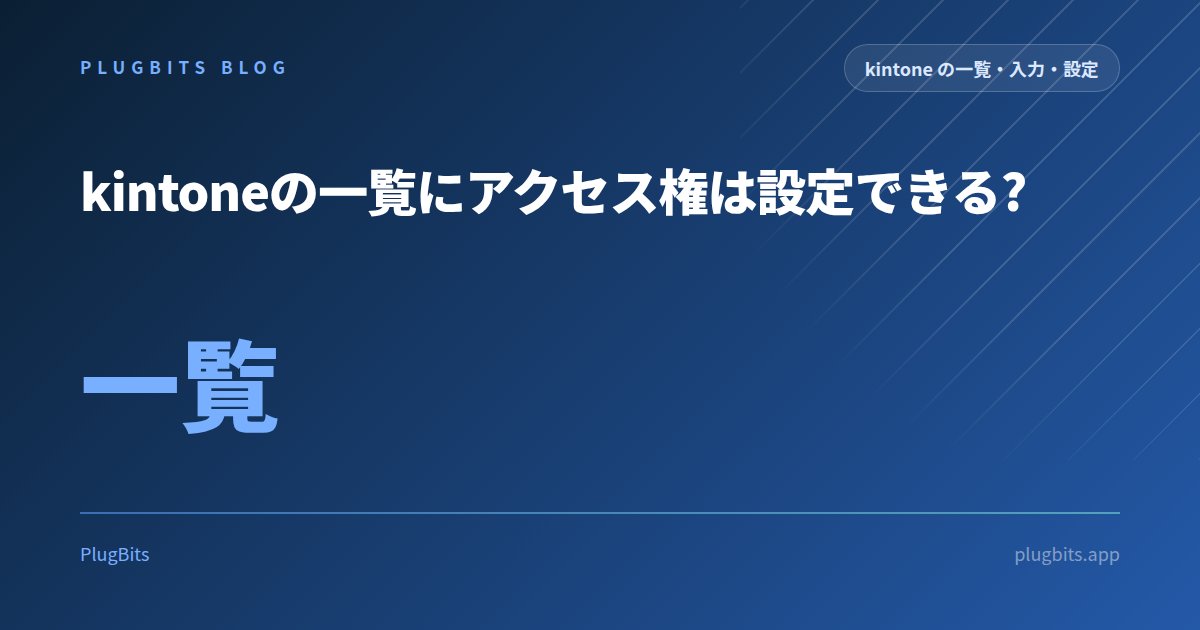 PLUGBITS BLOG
kintone の一覧・入力・設定
kintoneの一覧にアクセス権は設定できる?
一覧
PlugBits
plugbits.app